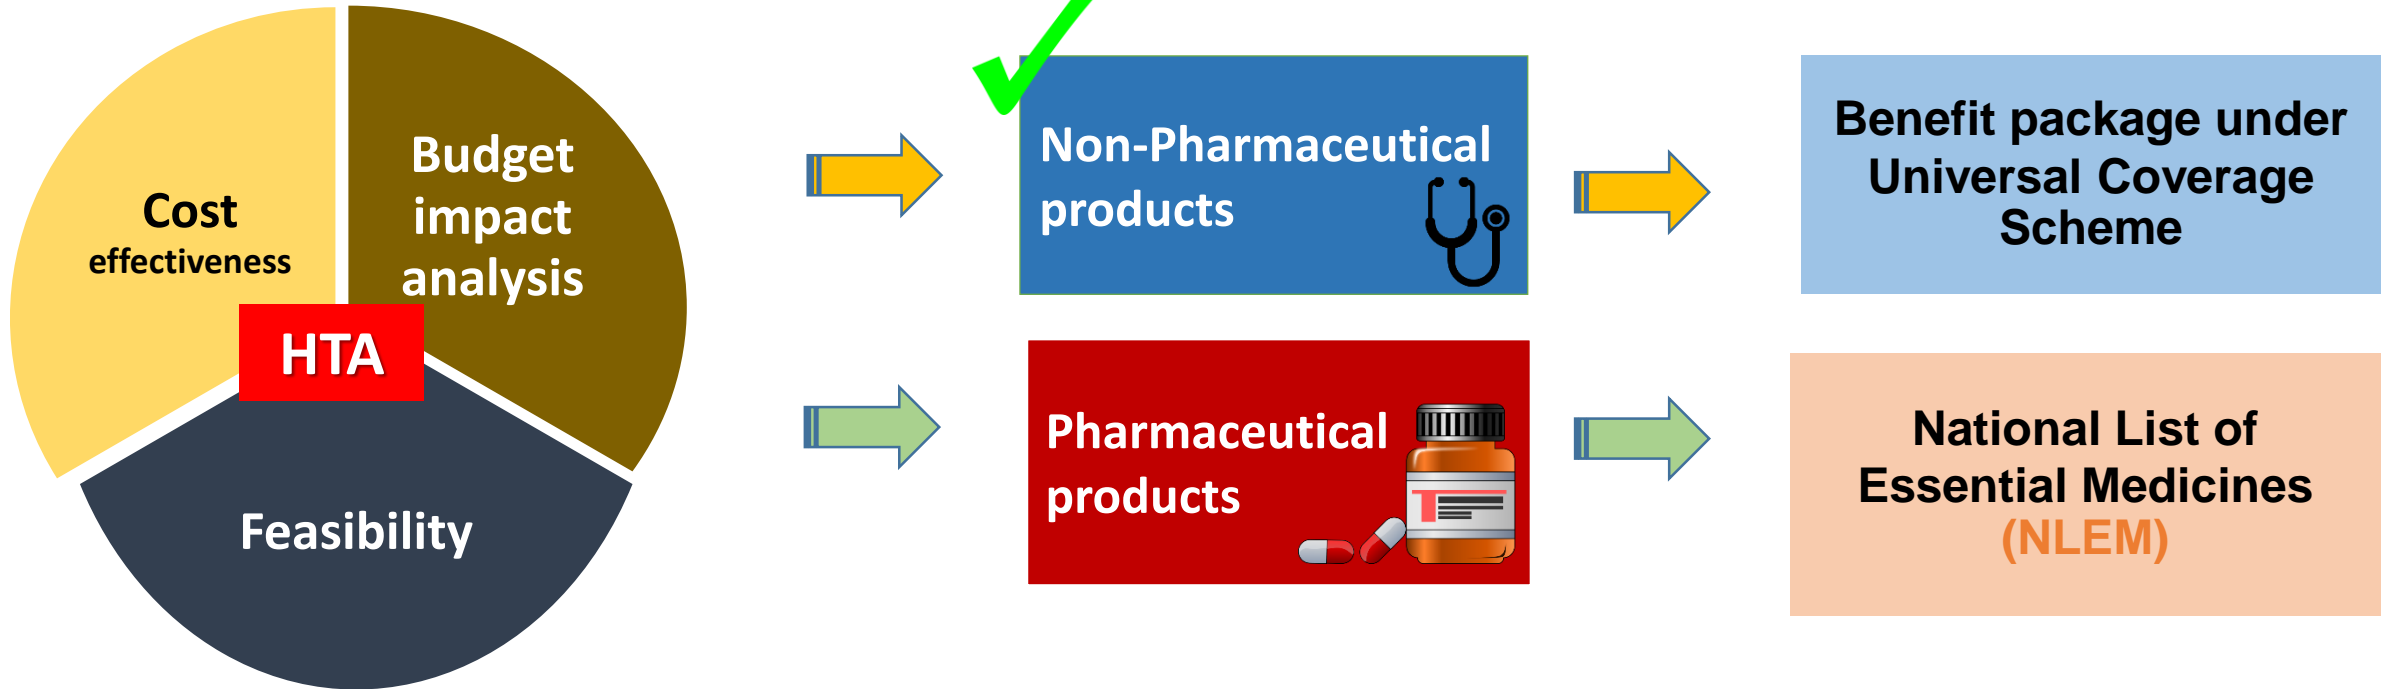 Cost
effectiveness
Budget
impact
analysis
HTA
Feasibility
Non-Pharmaceutical
products
Pharmaceutical
products
Benefit package under
Universal Coverage
Scheme
National List of
Essential Medicines
(NLEM)